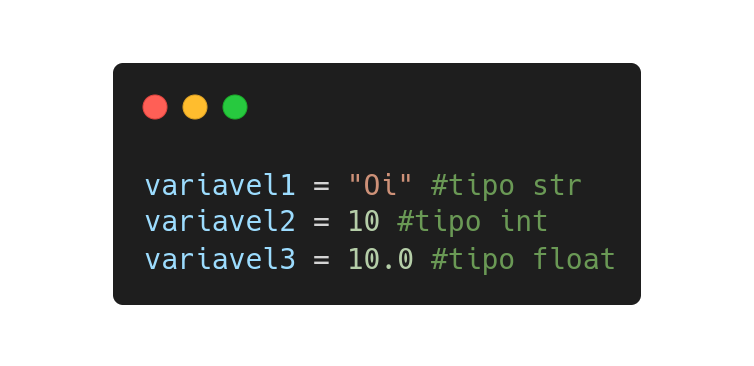 variavel1 = "Oi" #tipo str
variavel2 = 10 #tipo int
variavel3 = 10.0 #tipo float